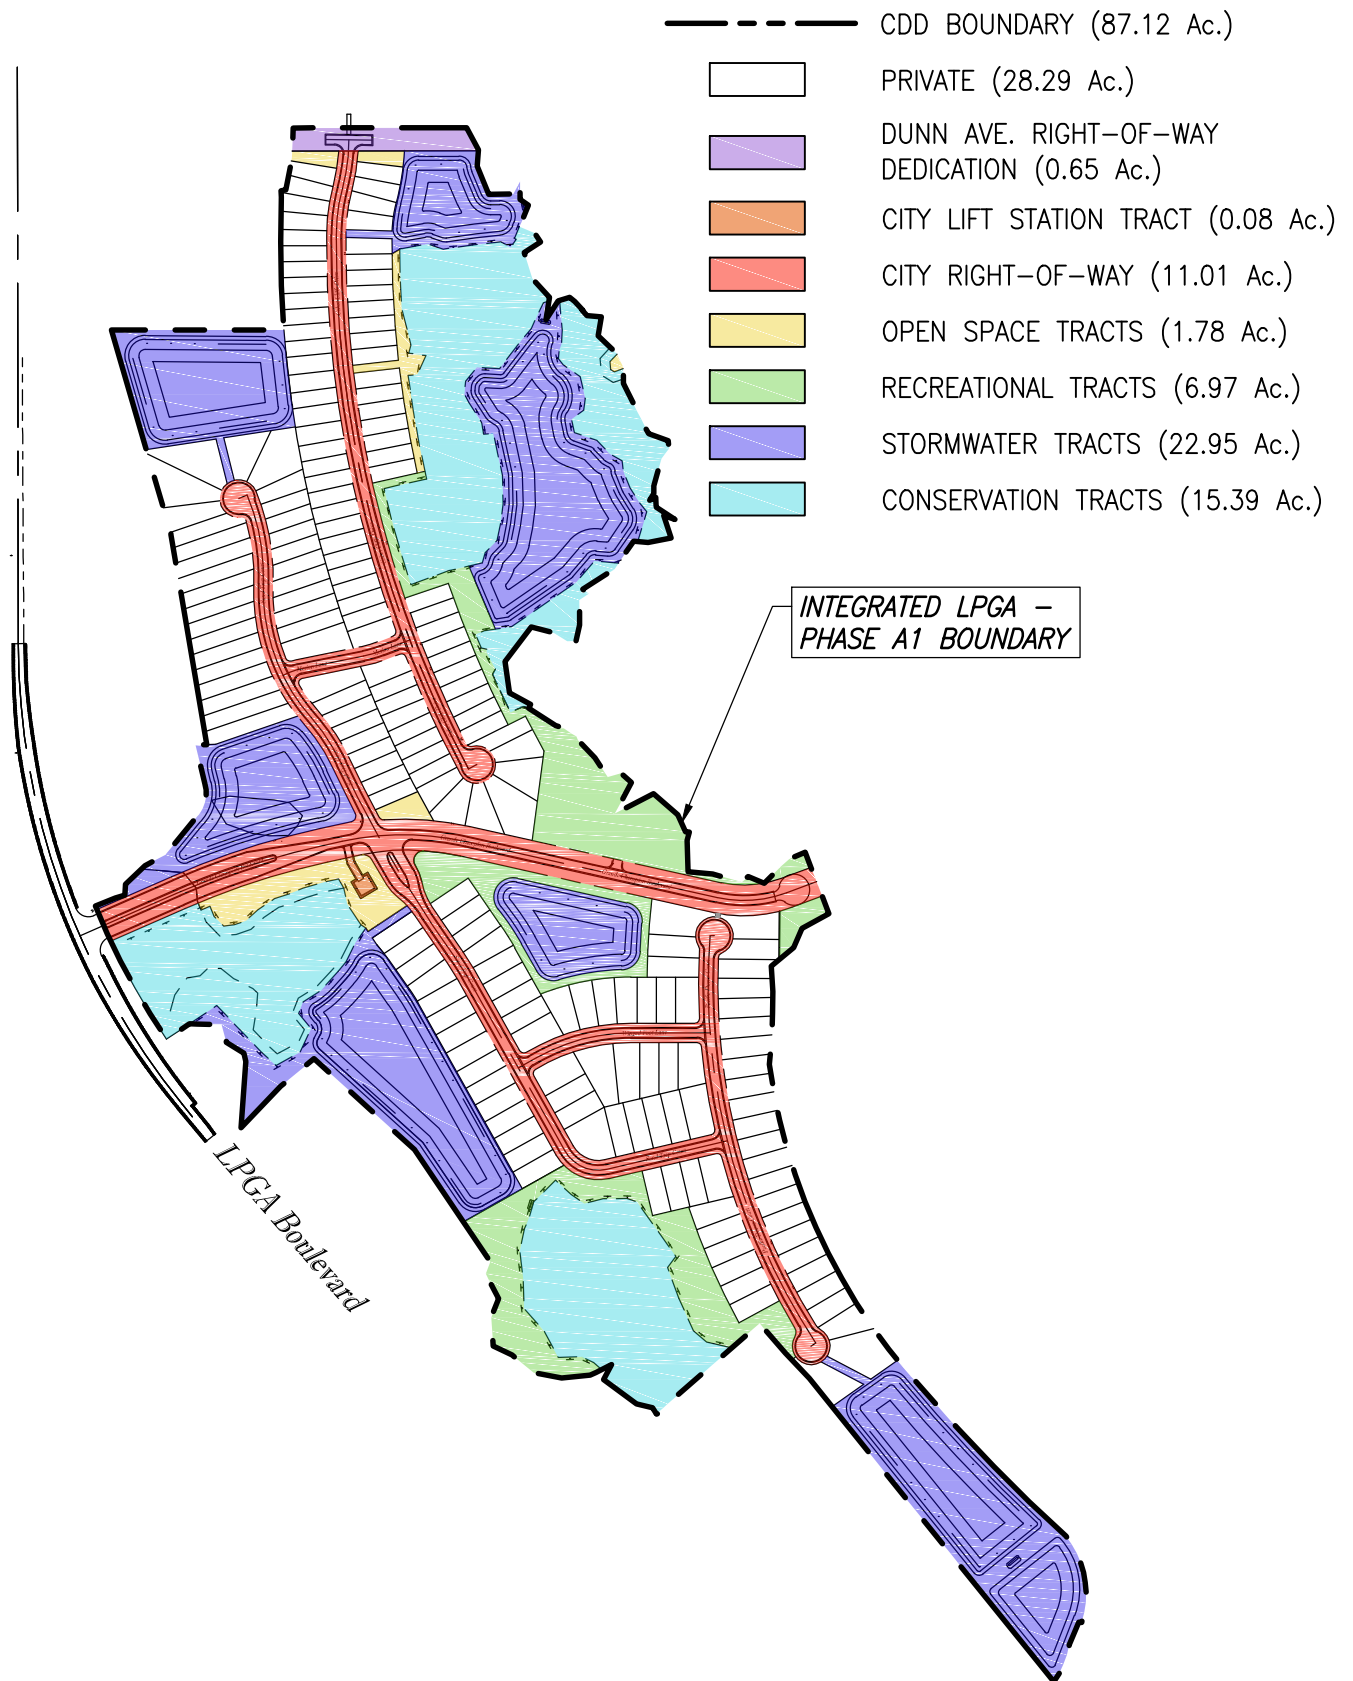 CDD BOUNDARY (87.12 Ac.)
PRIVATE (28.29 Ac.)
DUNN AVE. RIGHT-OF-WAY
DEDICATION (0.65 Ac.)
CITY LIFT STATION TRACT (0.08 Ac.)
CITY RIGHT-OF-WAY (11.01 Ac.)
OPEN SPACE TRACTS (1.78 Ac.)
RECREATIONAL TRACTS (6.97 Ac.)
STORMWATER TRACTS (22.95 Ac.)
CONSERVATION TRACTS (15.39 Ac.)
INTEGRATED LPGA -
PHASE A1 BOUNDARY
LPGA Boulevard